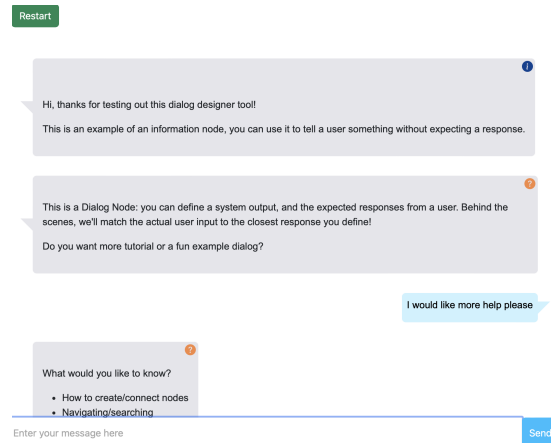 Restart
i
Hi, thanks for testing out this dialog designer tool!
This is an example of an information node, you can use it to tell a user something without expecting a response.
?
This is a Dialog Node: you can define a system output, and the expected responses from a user. Behind the
scenes, we'll match the actual user input to the closest response you define!
Do you want more tutorial or a fun example dialog?
I would like more help please
?
What would you like to know?
• How to create/connect nodes
• Navigating/searching
Enter your message here
Send